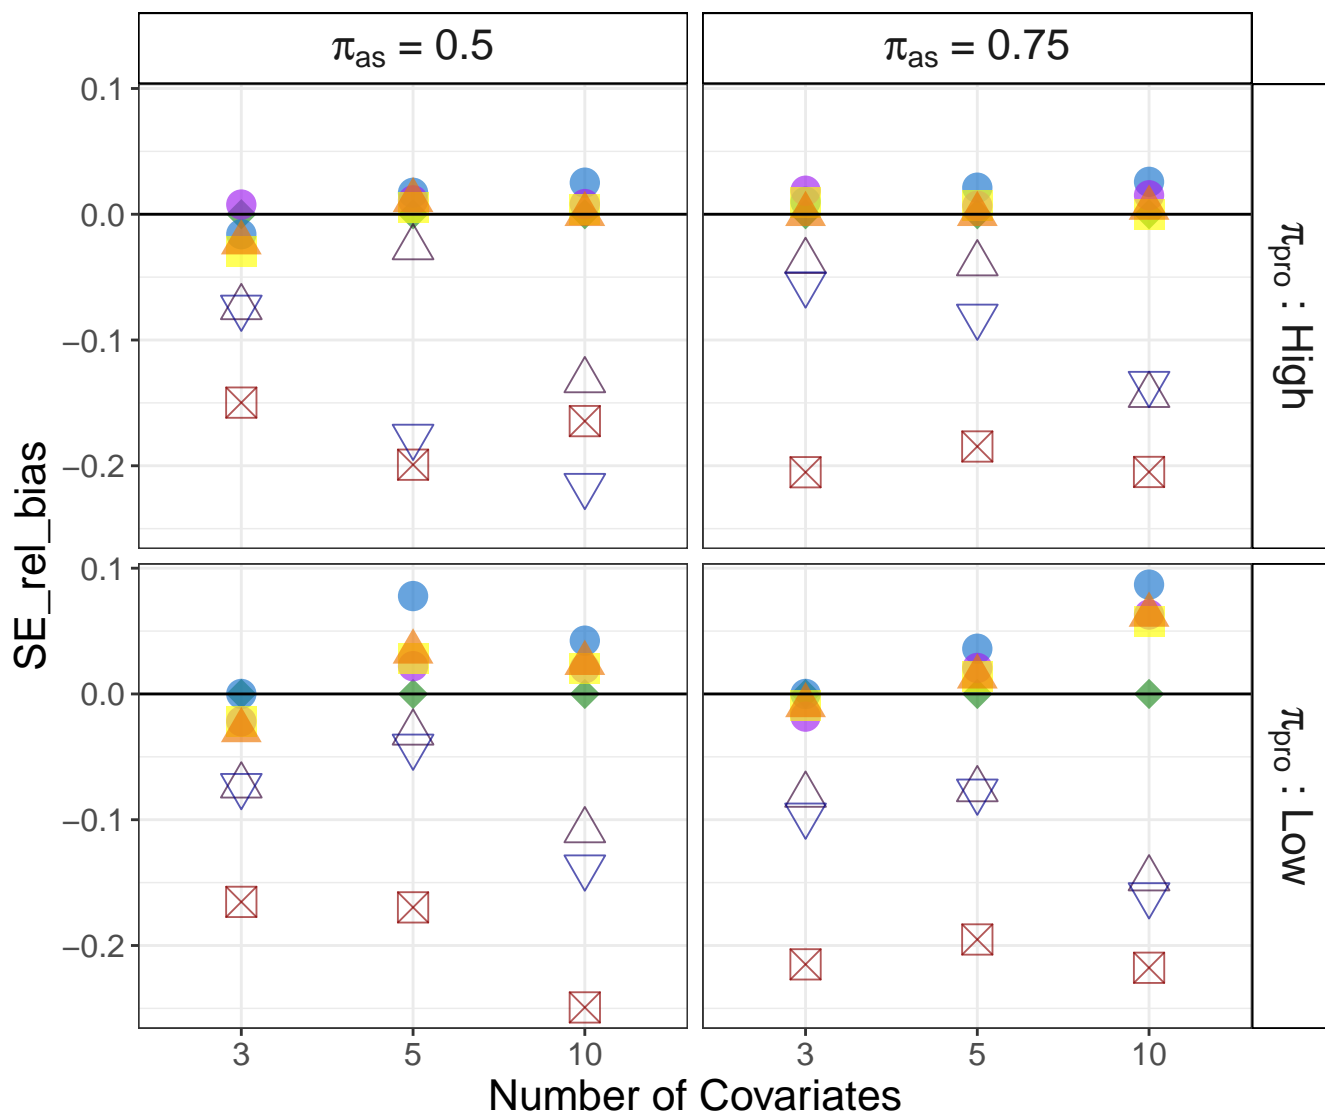 π_as = 0.5
π_as = 0.75
0.1
0.0
−0.1
−0.2
π_pro : High
0.1
0.0
−0.1
−0.2
π_pro : Low
SE_rel_bias
3 5 10
3 5 10
Number of Covariates